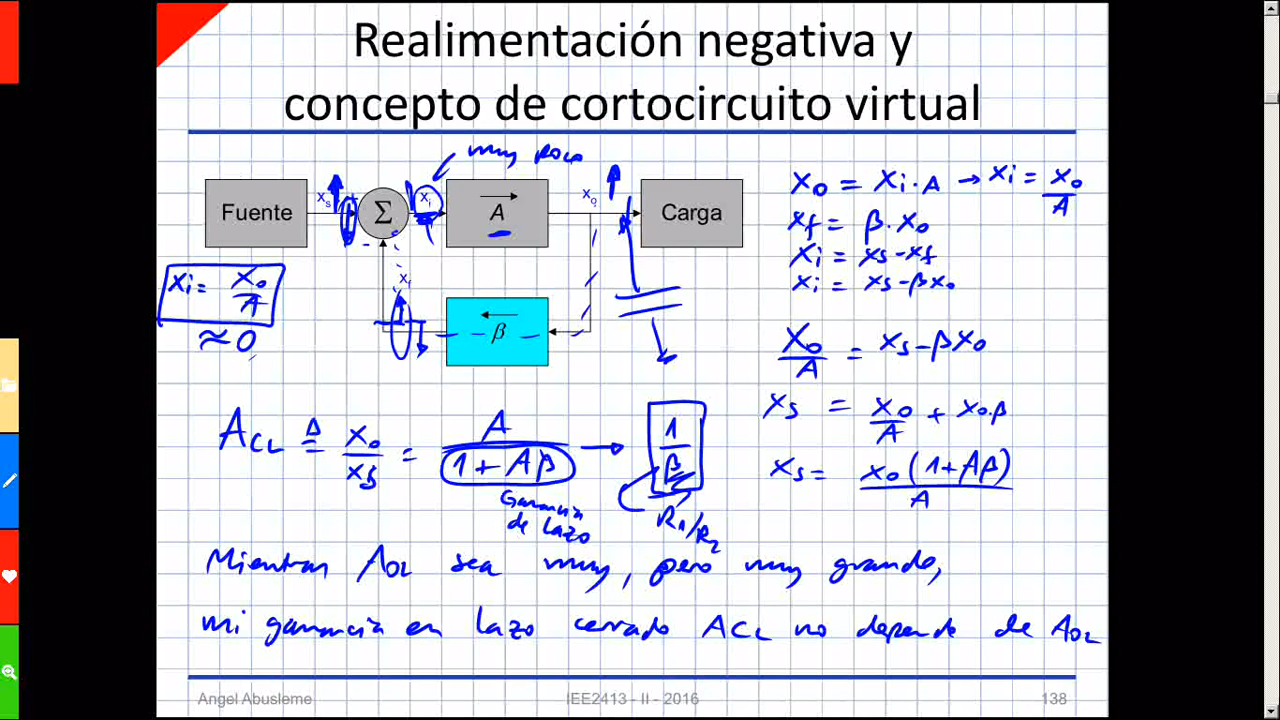 Realimentación negativa y
concepto de cortocircuito virtual
muy poco
Fuente
xs
+
Σ
-
xi
A
xo
Carga
xf
β
xi = xo/A
≈ 0
xo = xi·A → xi = xo/A
xf = β·xo
xi = xs-xf
xi = xs-βxo
xo/A = xs-βxo
xs = xo/A + xo·β
xs = xo(1+Aβ)/A
ACL ≜ xo/xs = A/(1+Aβ) → 1/β
Ganancia
de lazo
R1/R2
Mientras AOL sea muy, pero muy grande,
mi ganancia en lazo cerrado ACL no depende de AOL
Angel Abusleme
IEE2413 - II - 2016
138